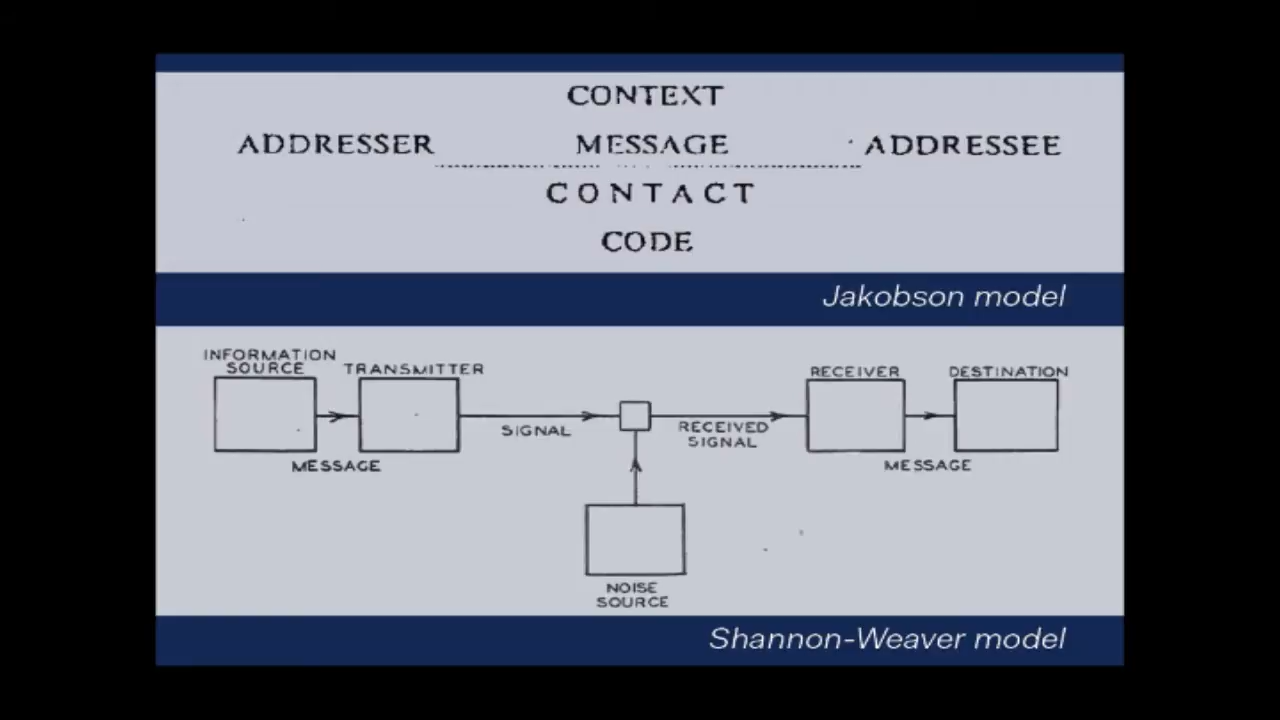 CONTEXT
ADDRESSER MESSAGE ADDRESSEE
CONTACT
CODE
Jakobson model
INFORMATION
SOURCE
TRANSMITTER
RECEIVER
DESTINATION
SIGNAL
RECEIVED
SIGNAL
MESSAGE
MESSAGE
NOISE
SOURCE
Shannon-Weaver model